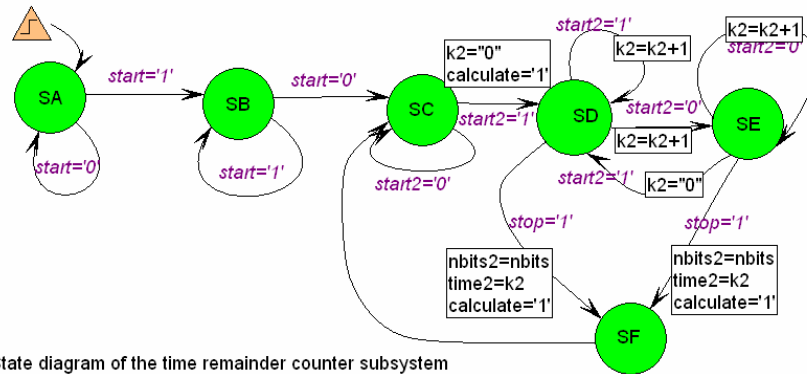 k2=k2+1
start2='0'
start2='1'
k2=k2+1
k2="0"
calculate='1'
start='1'
start='0'
SA
SB
SC
SD
SE
start2='1'
start2='0'
k2=k2+1
start='0'
start='1'
start2='0'
start2='1'
k2="0"
stop='1'
stop='1'
nbits2=nbits
time2=k2
calculate='1'
nbits2=nbits
time2=k2
calculate='1'
SF
State diagram of the time remainder counter subsystem